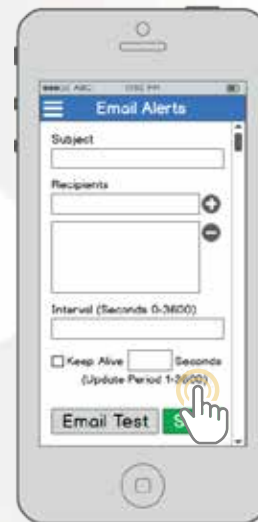 Email Alerts
Subject
Recipients
Interval (Seconds 0-3600)
Keep Alive Seconds
(Update Period 1-3600)
Email Test S